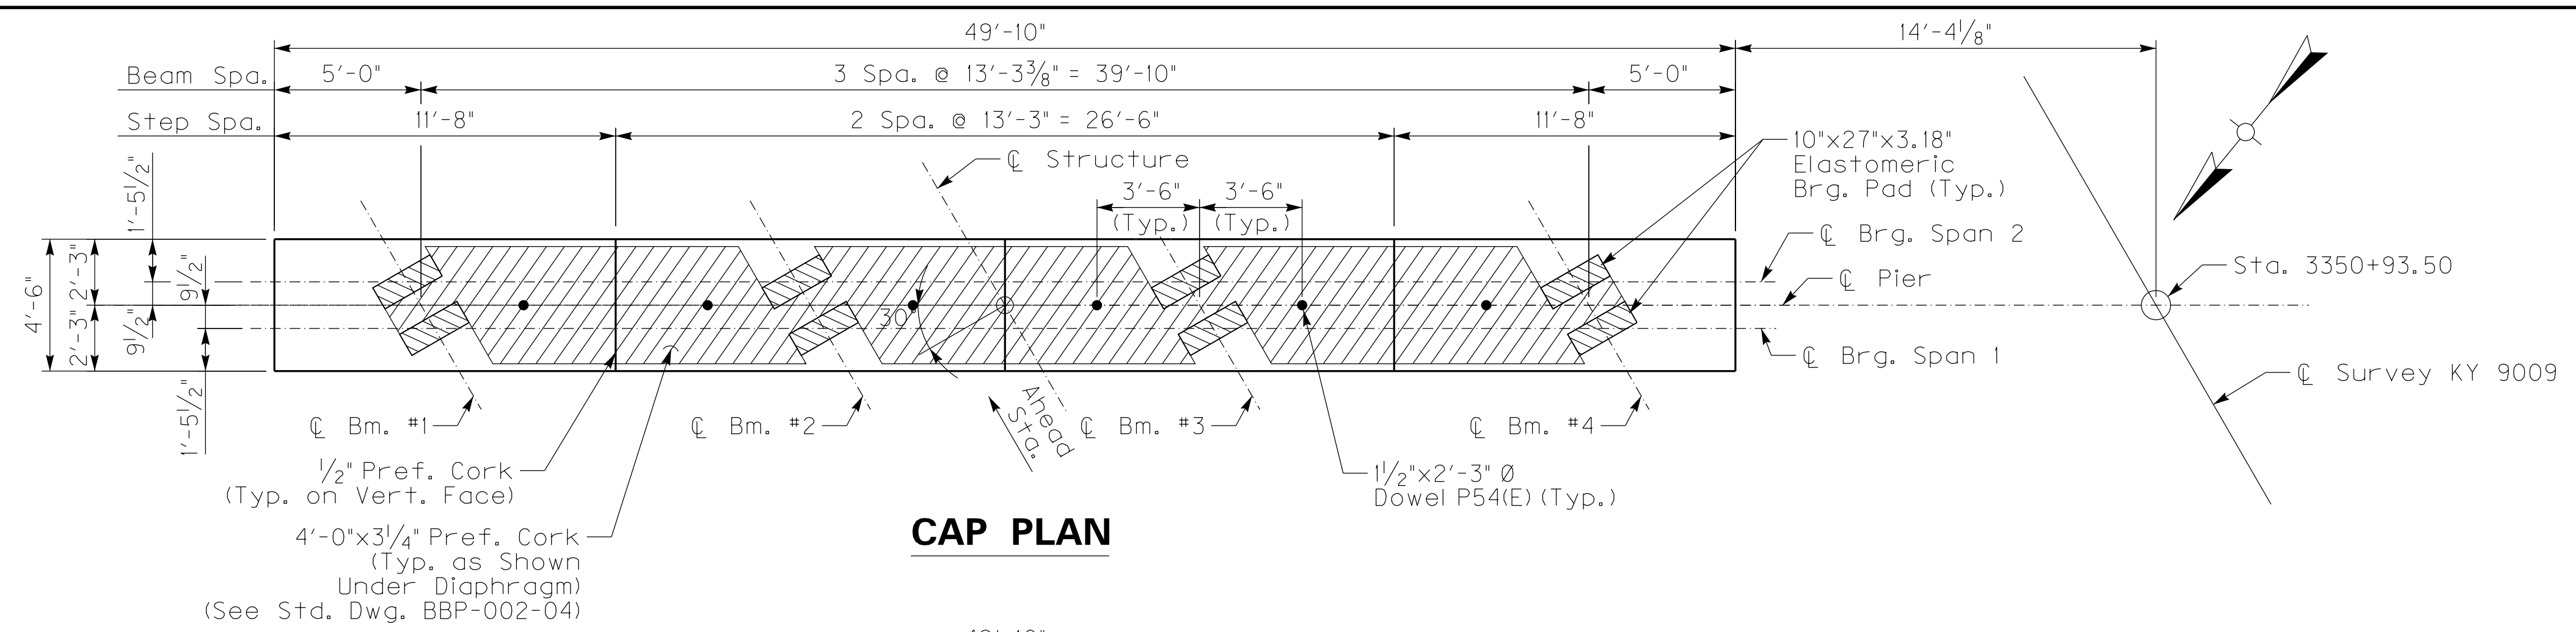 49'-10"
14'-4 1/8"
Beam Spa.
5'-0"
3 Spa. @ 13'-3 3/8" = 39'-10"
5'-0"
Step Spa.
11'-8"
2 Spa. @ 13'-3" = 26'-6"
11'-8"
℄ Structure
10"x27"x3.18"
Elastomeric
Brg. Pad (Typ.)
3'-6"
(Typ.)
3'-6"
(Typ.)
1'-5 1/2"
4'-6"
2'-3"
2'-3"
9 1/2"
9 1/2"
1'-5 1/2"
℄ Brg. Span 2
℄ Pier
Sta. 3350+93.50
30°
℄ Brg. Span 1
℄ Survey KY 9009
Ahead
Sta.
℄ Bm. #1
℄ Bm. #2
℄ Bm. #3
℄ Bm. #4
1/2" Pref. Cork
(Typ. on Vert. Face)
1 1/2"x2'-3" Ø
Dowel P54(E) (Typ.)
4'-0"x3 1/4" Pref. Cork
(Typ. as Shown
Under Diaphragm)
(See Std. Dwg. BBP-002-04)
CAP PLAN